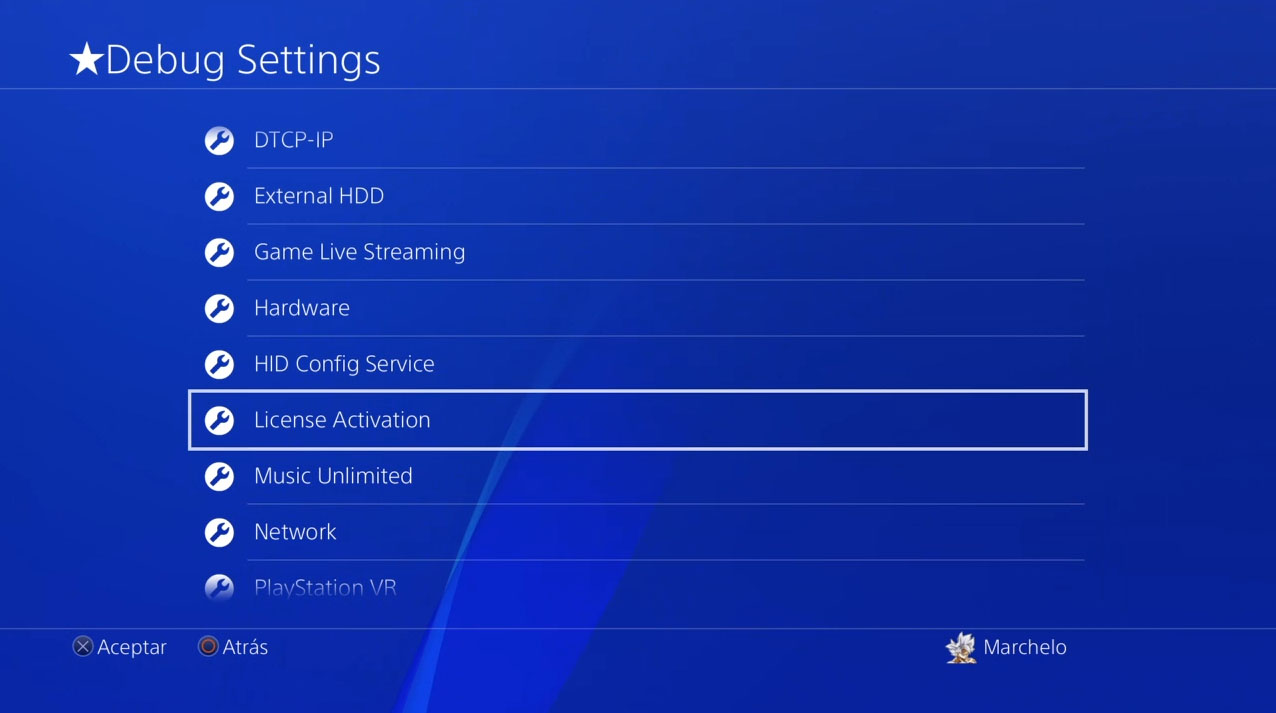 ★Debug Settings
DTCP-IP
External HDD
Game Live Streaming
Hardware
HID Config Service
License Activation
Music Unlimited
Network
PlayStation VR
Aceptar Atrás Marchelo